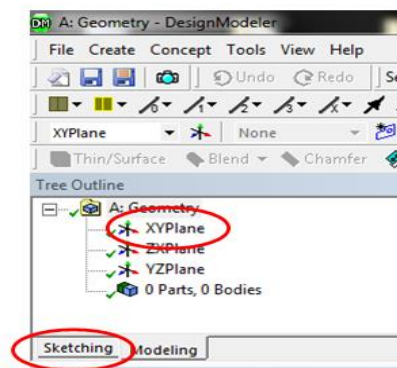 DM A: Geometry - DesignModeler
File Create Concept Tools View Help
Undo Redo
XYPlane None
Thin/Surface Blend Chamfer
Tree Outline
A: Geometry
XYPlane
ZXPlane
YZPlane
0 Parts, 0 Bodies
Sketching Modeling